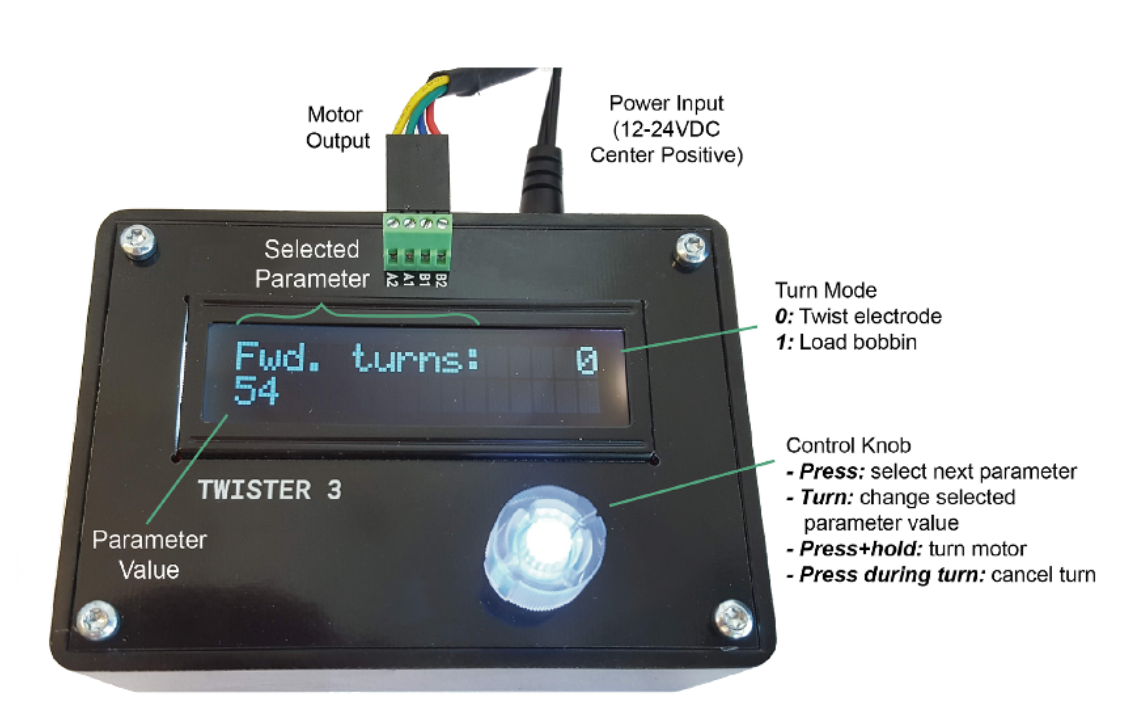 Motor
Output
Power Input
(12-24VDC
Center Positive)
Selected
Parameter
A2 A1 B1 B2
Turn Mode
0: Twist electrode
1: Load bobbin
Fwd. turns: 0
54
Control Knob
- Press: select next parameter
- Turn: change selected
parameter value
- Press+hold: turn motor
- Press during turn: cancel turn
TWISTER 3
Parameter
Value